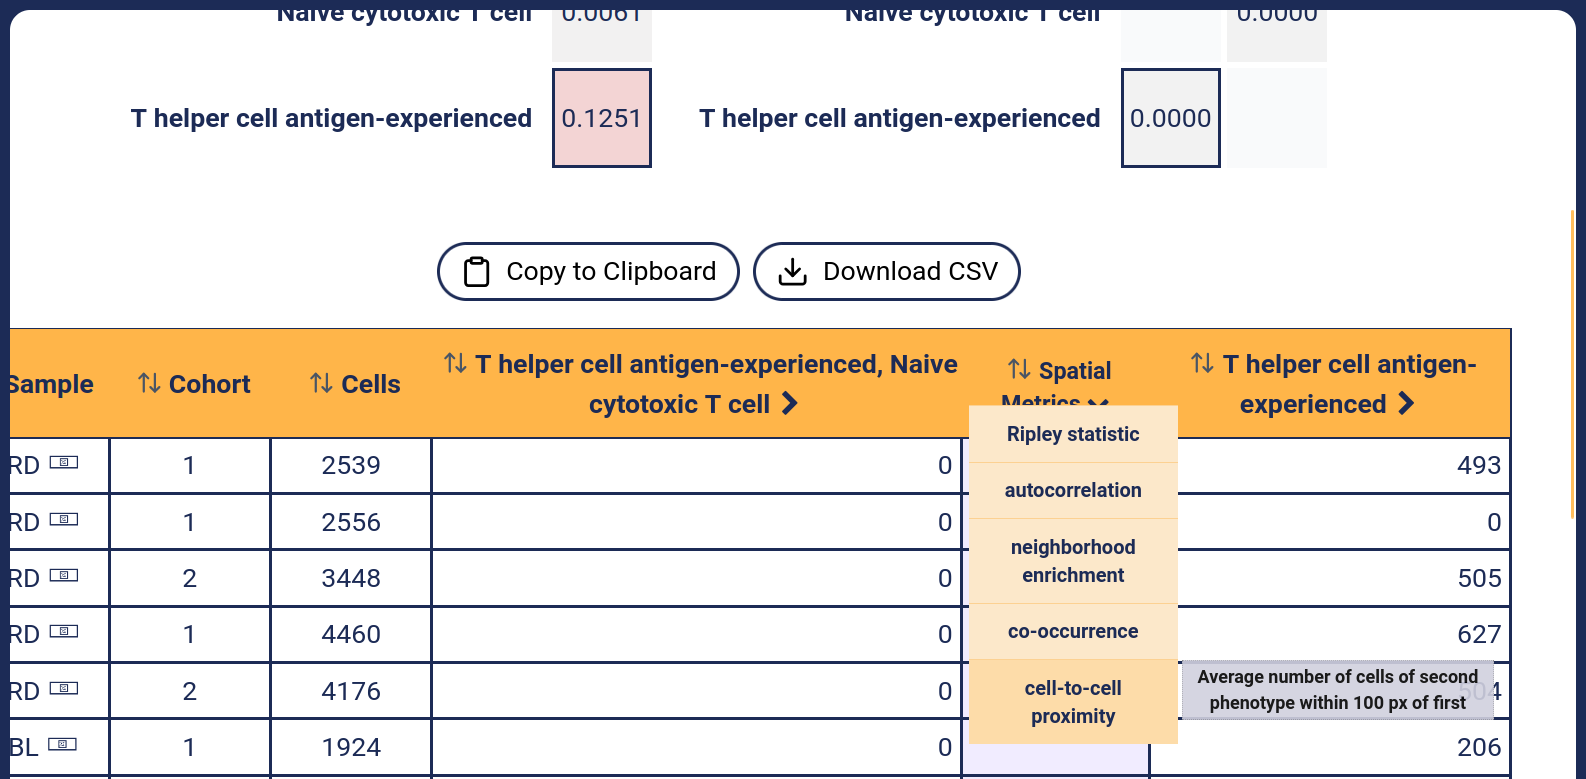 Naive cytotoxic T cell 0.0061 Naive cytotoxic T cell 0.0000
T helper cell antigen-experienced 0.1251 T helper cell antigen-experienced 0.0000
Copy to Clipboard Download CSV
Sample Cohort Cells T helper cell antigen-experienced, Naive cytotoxic T cell Spatial Metrics T helper cell antigen-experienced
RD 1 2539 0 493
RD 1 2556 0 0
RD 2 3448 0 505
RD 1 4460 0 627
RD 2 4176 0 504
BL 1 1924 0 206
Ripley statistic
autocorrelation
neighborhood
enrichment
co-occurrence
cell-to-cell
proximity
Average number of cells of second
phenotype within 100 px of first